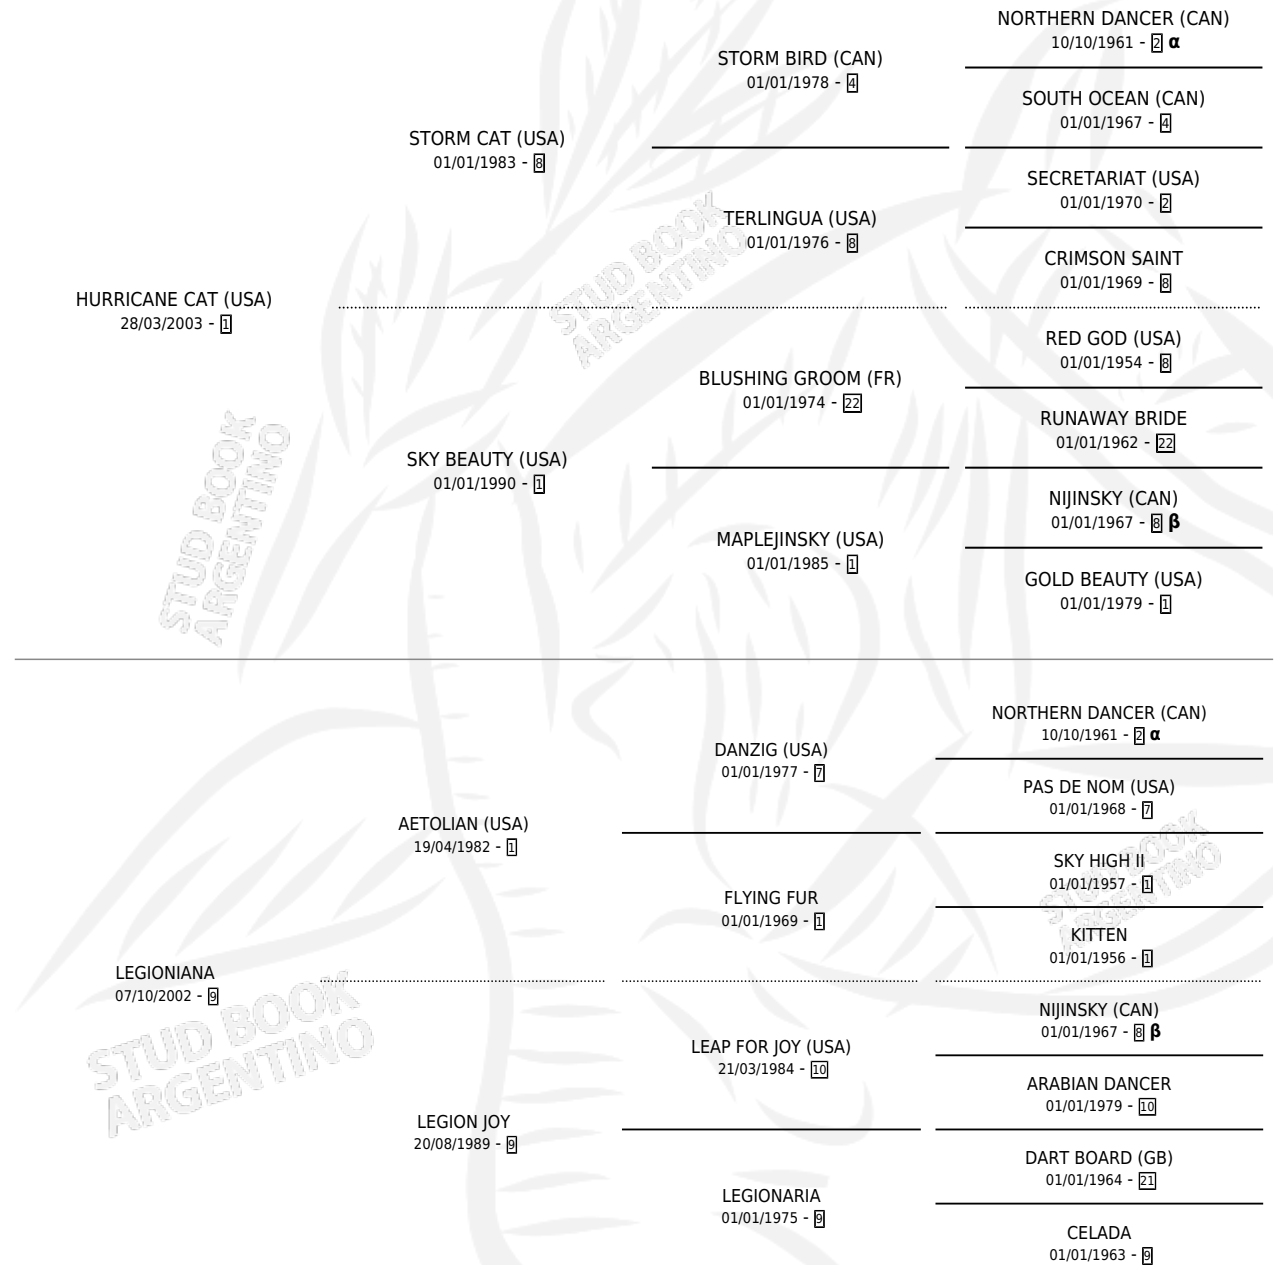 NORTHERN DANCER (CAN)
10/10/1961 - 2 α
STORM BIRD (CAN)
01/01/1978 - 4
SOUTH OCEAN (CAN)
01/01/1967 - 4
STORM CAT (USA)
01/01/1983 - 8
SECRETARIAT (USA)
01/01/1970 - 2
TERLINGUA (USA)
01/01/1976 - 8
CRIMSON SAINT
01/01/1969 - 8
HURRICANE CAT (USA)
28/03/2003 - 1
RED GOD (USA)
01/01/1954 - 8
BLUSHING GROOM (FR)
01/01/1974 - 22
RUNAWAY BRIDE
01/01/1962 - 22
SKY BEAUTY (USA)
01/01/1990 - 1
NIJINSKY (CAN)
01/01/1967 - 8 β
MAPLEJINSKY (USA)
01/01/1985 - 1
GOLD BEAUTY (USA)
01/01/1979 - 1
NORTHERN DANCER (CAN)
10/10/1961 - 2 α
DANZIG (USA)
01/01/1977 - 7
PAS DE NOM (USA)
01/01/1968 - 7
AETOLIAN (USA)
19/04/1982 - 1
SKY HIGH II
01/01/1957 - 1
FLYING FUR
01/01/1969 - 1
KITTEN
01/01/1956 - 1
LEGIONIANA
07/10/2002 - 9
NIJINSKY (CAN)
01/01/1967 - 8 β
LEAP FOR JOY (USA)
21/03/1984 - 10
ARABIAN DANCER
01/01/1979 - 10
LEGION JOY
20/08/1989 - 9
DART BOARD (GB)
01/01/1964 - 21
LEGIONARIA
01/01/1975 - 9
CELADA
01/01/1963 - 9
STUD BOOK
ARGENTINO
STUD BOOK
ARGENTINO
STUD BOOK
ARGENTINO
STUD BOOK
ARGENTINO